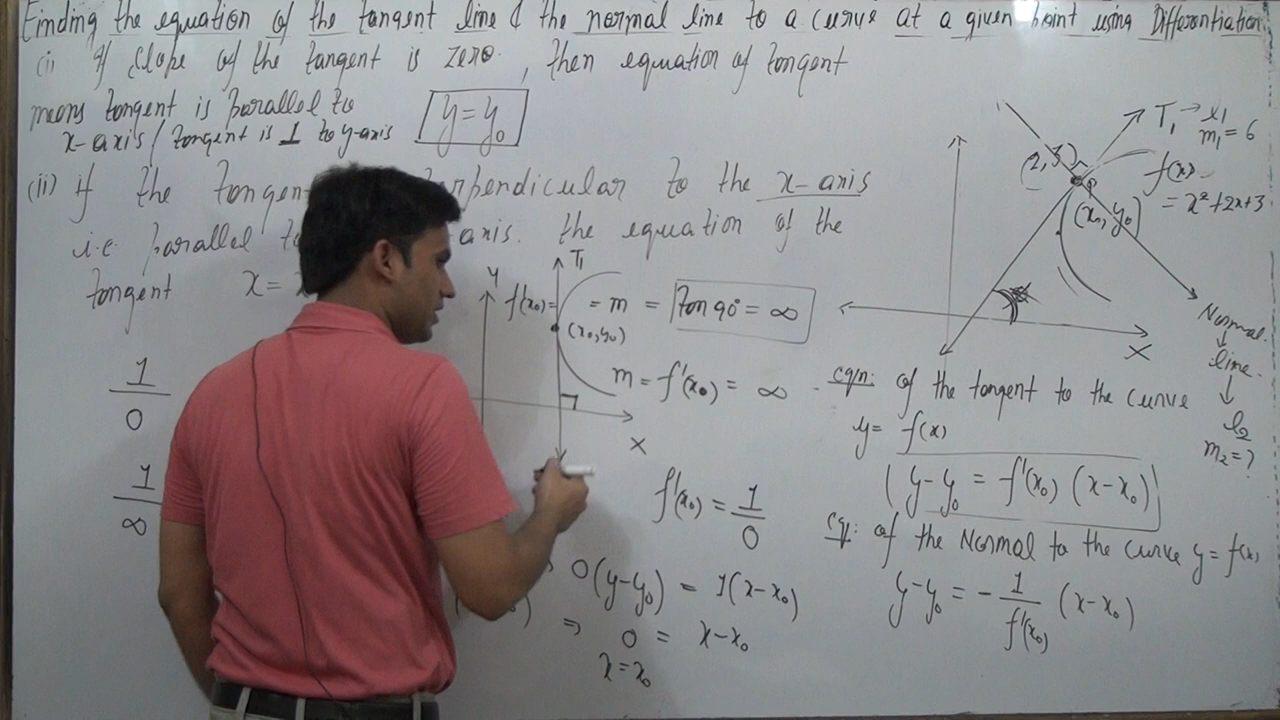 Finding the equation of the tangent line & the normal line to a curve at a given point using Differentiation.
(i) If slope of the tangent is zero, then equation of tangent
means tangent is parallel to
x-axis / tangent is ⊥ to y-axis
y = y₀
(ii) if the tangen perpendicular to the x-axis
i.e. parallel to axis. the equation of the
tangent x =
1/0
1/∞
y
T₁
f(x₀) = = m = Tan 90° = ∞
(x₀, y₀)
m = f'(x₀) = ∞
X
f'(x₀) = 1/0
0(y-y₀) = 1(x-x₀)
⇒ 0 = x-x₀
x = x₀
T₁ → l₁
m₁ = 6
(2, 3)
P
f(x)
= x²+2x+3
(x₀, y₀)
X
Normal
↓
line
↓
l₂
m₂ = ?
eqn: of the tangent to the curve
y = f(x)
y-y₀ = f'(x₀) (x-x₀)
eq: of the Normal to the curve y = f(x)
y-y₀ = - 1/f'(x₀) (x-x₀)